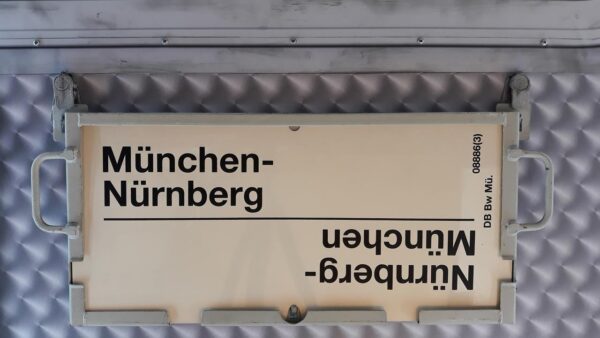 München-
Nürnberg
Nürnberg-
München
DB Bw Mü. 08886(3)